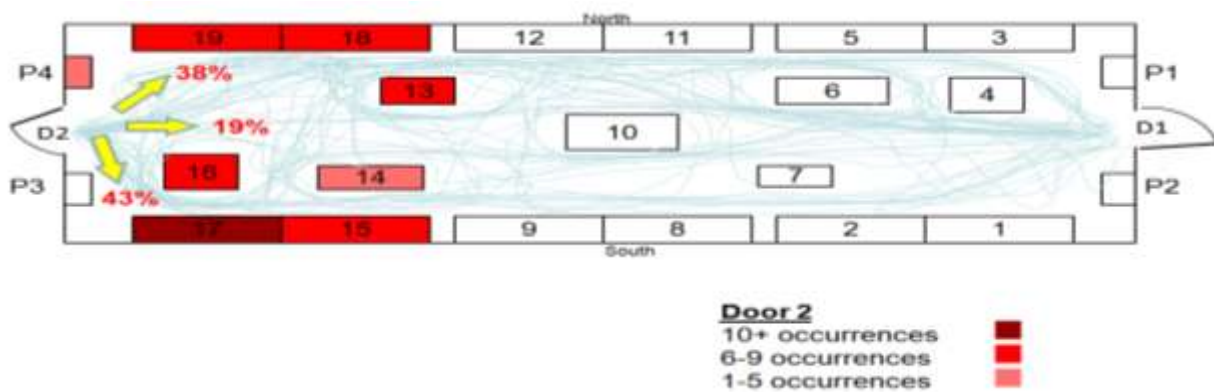 North
19 18 12 11 5 3
P4 38% P1
13 6 4
D2 19% 10 D1
16 14 7
P3 43% P2
17 15 9 8 2 1
South
Door 2
10+ occurrences
6-9 occurrences
1-5 occurrences